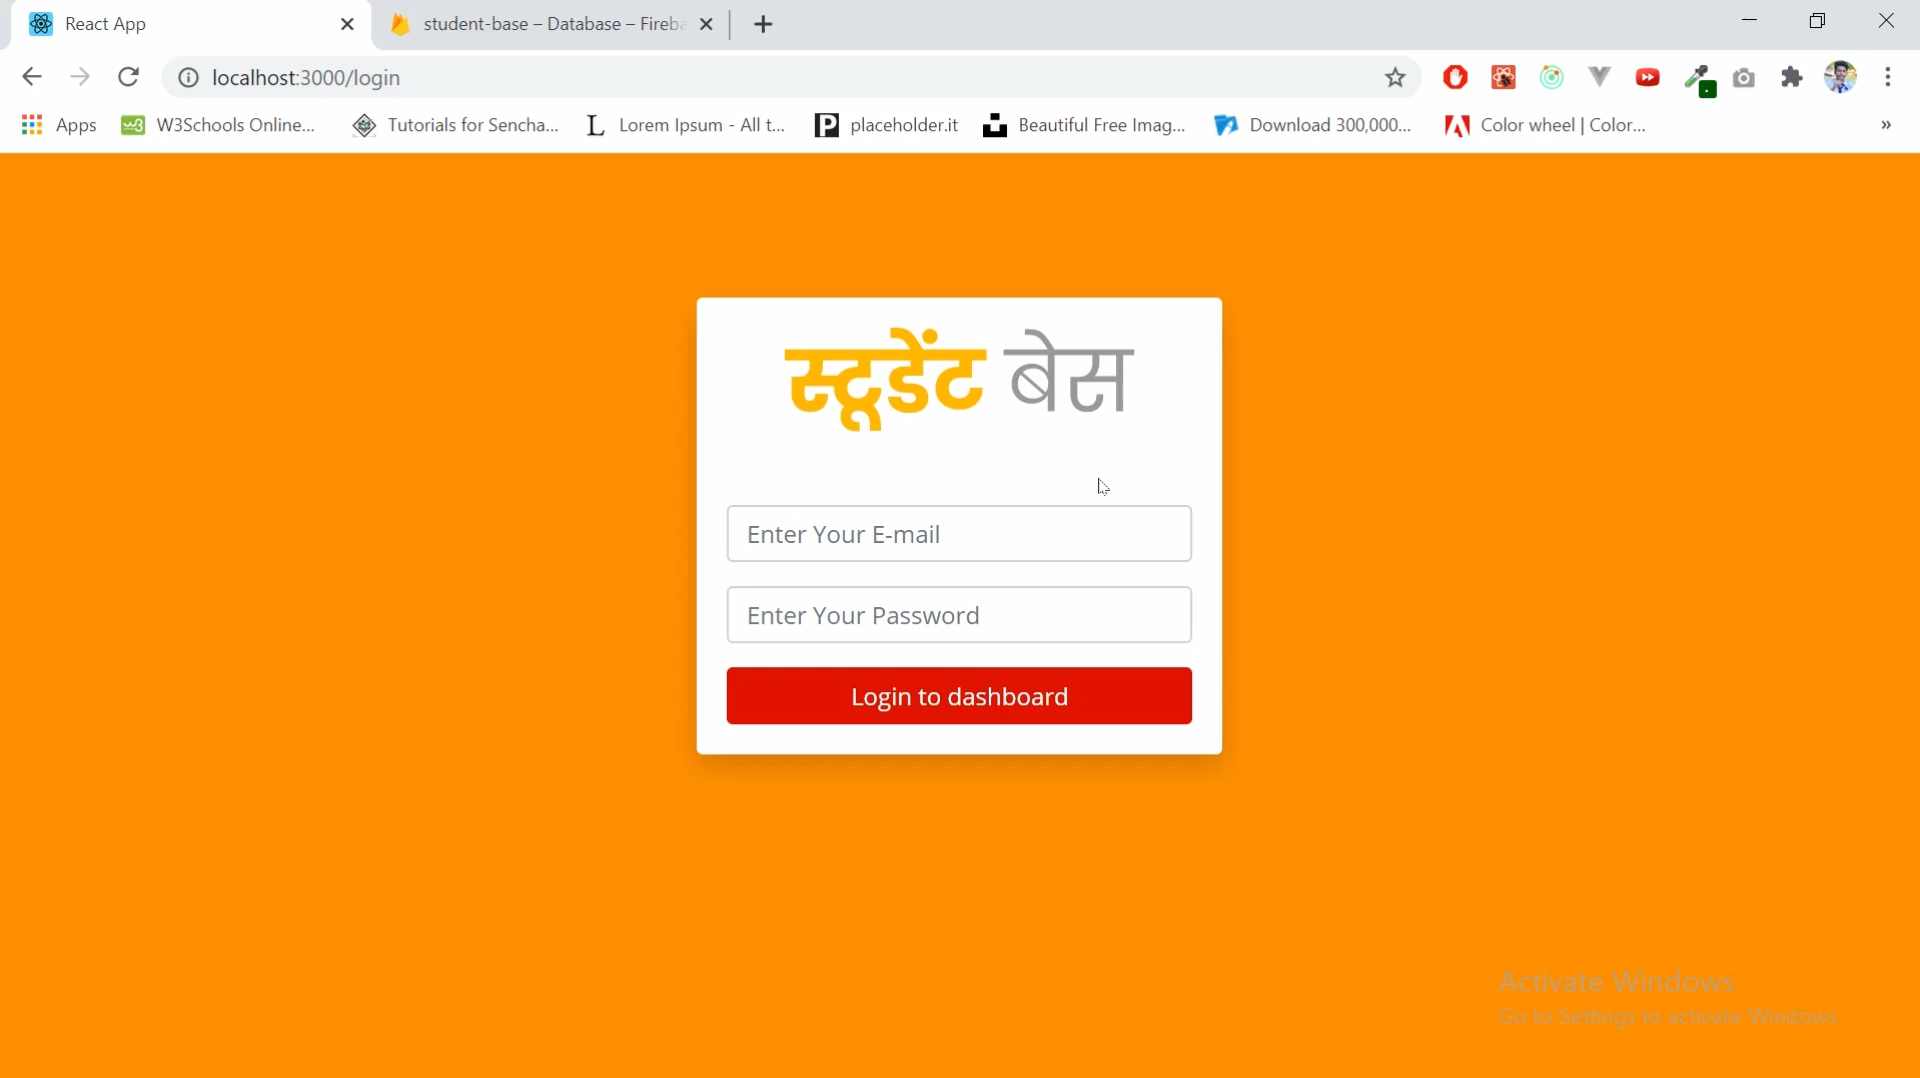 React App
student-base – Database – Fireba
localhost:3000/login
Apps
W3Schools Online...
Tutorials for Sencha...
Lorem Ipsum - All t...
placeholder.it
Beautiful Free Imag...
Download 300,000...
Color wheel | Color...
स्टूडेंट बेस
Enter Your E-mail
Enter Your Password
Login to dashboard
Activate Windows
Go to Settings to activate Windows.